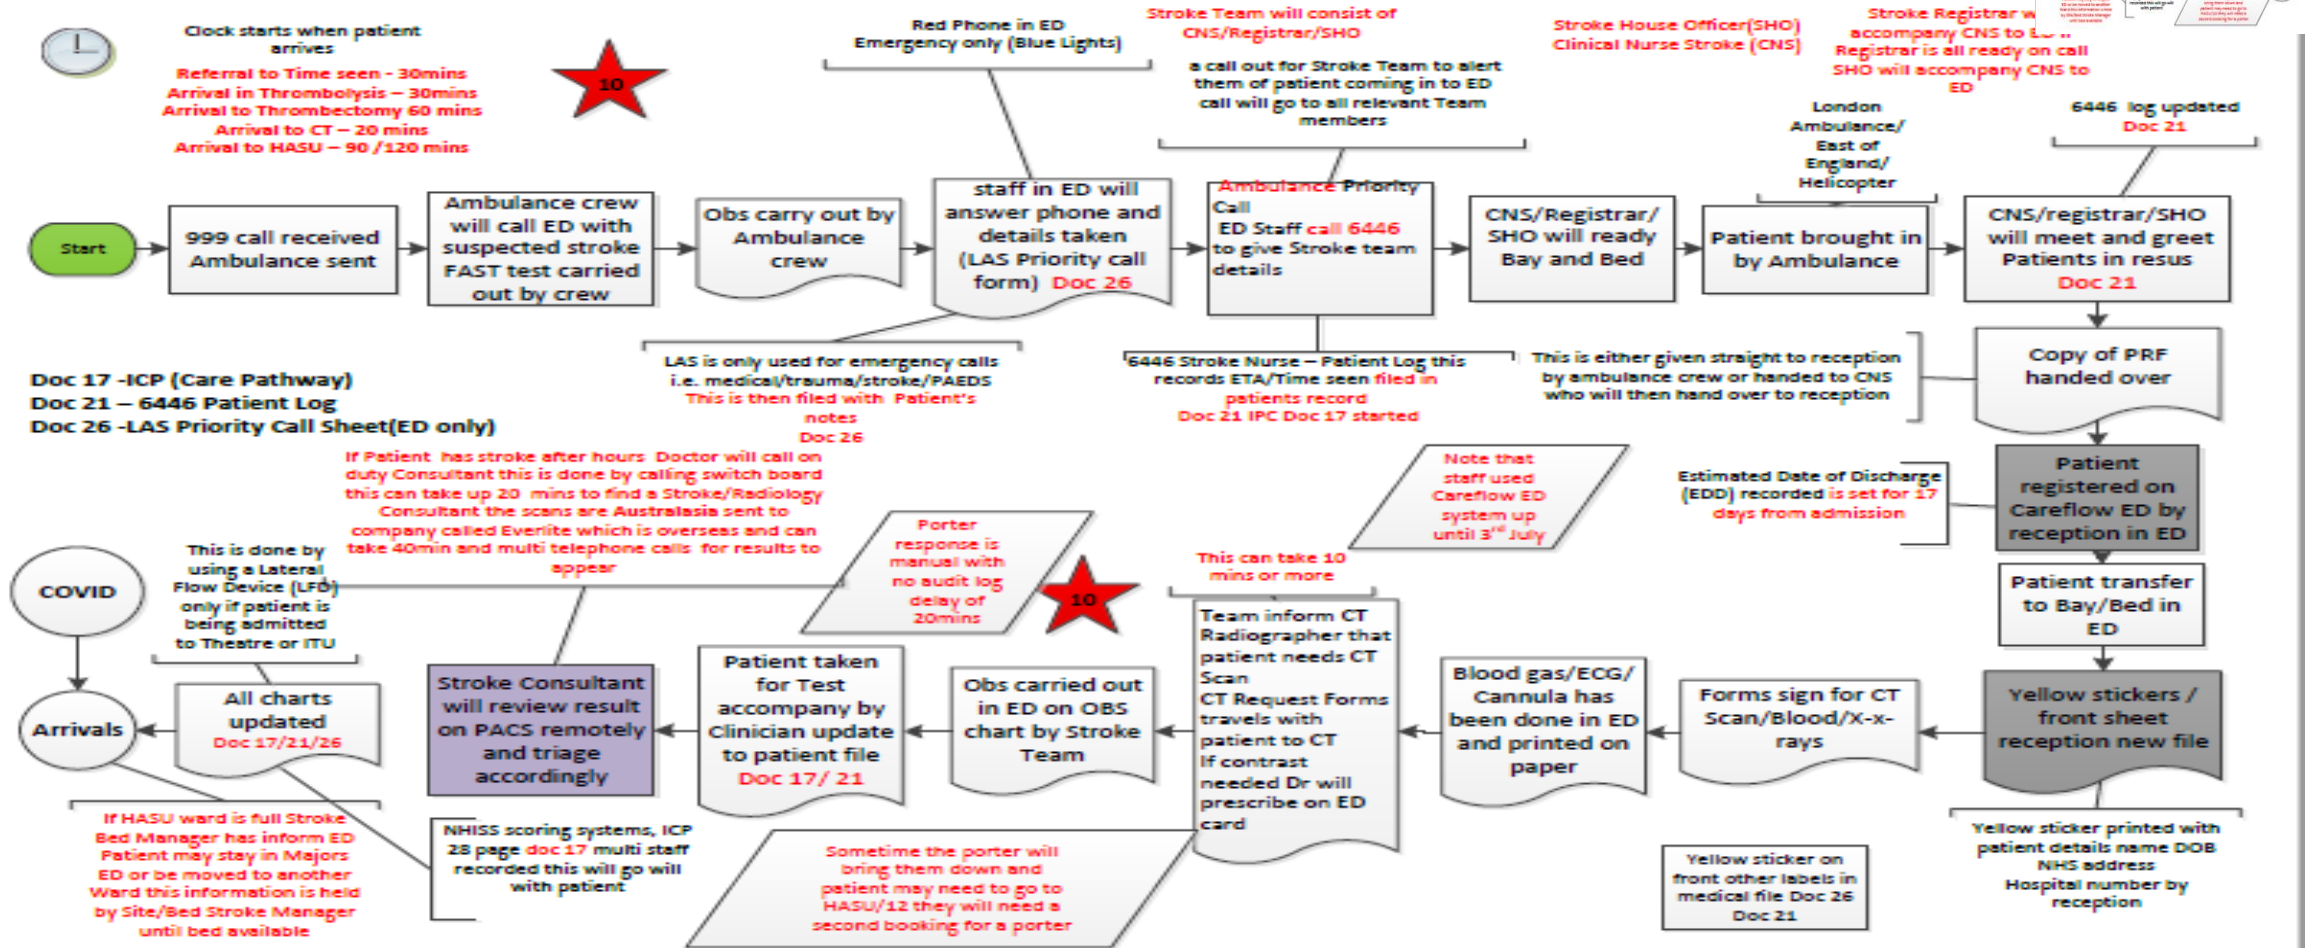 Clock starts when patient
arrives
Referral to Time seen - 30mins
Arrival in Thrombolysis – 30mins
Arrival to Thrombectomy 60 mins
Arrival to CT – 20 mins
Arrival to HASU – 90 /120 mins
10
Red Phone in ED
Emergency only (Blue Lights)
Stroke Team will consist of
CNS/Registrar/SHO
a call out for Stroke Team to alert
them of patient coming in to ED
call will go to all relevant Team
members
Stroke House Officer(SHO)
Clinical Nurse Stroke (CNS)
Stroke Registrar
accompany CNS to
Registrar is all ready on call
SHO will accompany CNS to
ED
London
Ambulance/
East of
England/
Helicopter
6446 log updated
Doc 21
Start
999 call received
Ambulance sent
Ambulance crew
will call ED with
suspected stroke
FAST test carried
out by crew
Obs carry out by
Ambulance
crew
staff in ED will
answer phone and
details taken
(LAS Priority call
form) Doc 26
Ambulance Priority
Call
ED Staff call 6446
to give Stroke team
details
CNS/Registrar/
SHO will ready
Bay and Bed
Patient brought in
by Ambulance
CNS/registrar/SHO
will meet and greet
Patients in resus
Doc 21
LAS is only used for emergency calls
i.e. medical/trauma/stroke/PAEDS
This is then filed with Patient's
notes
Doc 26
6446 Stroke Nurse – Patient Log this
records ETA/Time seen filed in
patients record
Doc 21 IPC Doc 17 started
This is either given straight to reception
by ambulance crew or handed to CNS
who will then hand over to reception
Copy of PRF
handed over
Doc 17 -ICP (Care Pathway)
Doc 21 – 6446 Patient Log
Doc 26 -LAS Priority Call Sheet(ED only)
If Patient has stroke after hours Doctor will call on
duty Consultant this is done by calling switch board
this can take up 20 mins to find a Stroke/Radiology
Consultant the scans are Australasia sent to
company called Everlite which is overseas and can
take 40min and multi telephone calls for results to
appear
Note that
staff used
Careflow ED
system up
until 3rd July
Estimated Date of Discharge
(EDD) recorded is set for 17
days from admission
Patient
registered on
Careflow ED by
reception in ED
Patient transfer
to Bay/Bed in
ED
Yellow stickers /
front sheet
reception new file
Forms sign for CT
Scan/Blood/X-x-
rays
Blood gas/ECG/
Cannula has
been done in ED
and printed on
paper
This can take 10
mins or more
Team inform CT
Radiographer that
patient needs CT
Scan
CT Request Forms
travels with
patient to CT
If contrast
needed Dr will
prescribe on ED
card
10
Porter
response is
manual with
no audit log
delay of
20mins
Obs carried out
in ED on OBS
chart by Stroke
Team
Patient taken
for Test
accompany by
Clinician update
to patient file
Doc 17/ 21
Stroke Consultant
will review result
on PACS remotely
and triage
accordingly
This is done by
using a Lateral
Flow Device (LFD)
only if patient is
being admitted
to Theatre or ITU
All charts
updated
Doc 17/21/26
COVID
Arrivals
If HASU ward is full Stroke
Bed Manager has inform ED
Patient may stay in Majors
ED or be moved to another
Ward this information is held
by Site/Bed Stroke Manager
until bed available
NHISS scoring systems, ICP
28 page doc 17 multi staff
recorded this will go will
with patient
Sometime the porter will
bring them down and
patient may need to go to
HASU/12 they will need a
second booking for a porter
Yellow sticker on
front other labels in
medical file Doc 26
Doc 21
Yellow sticker printed with
patient details name DOB
NHS address
Hospital number by
reception